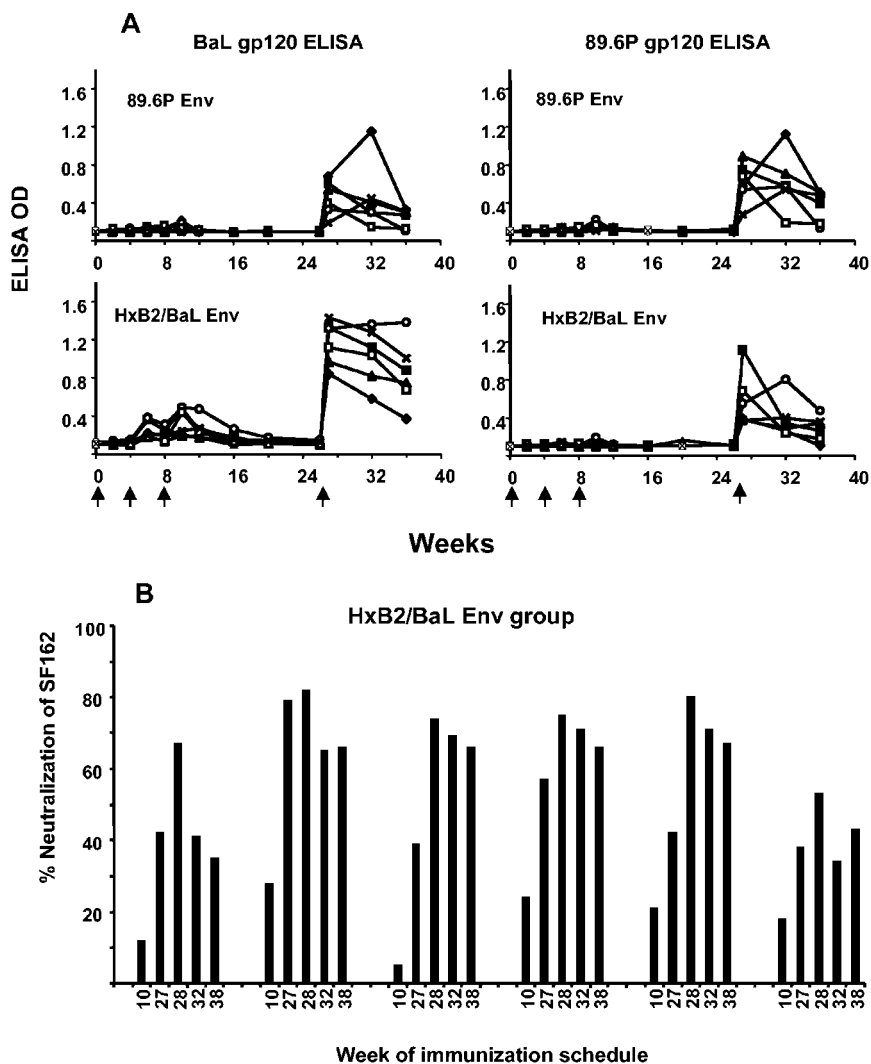 A
BaL gp120 ELISA
89.6P gp120 ELISA
ELISA OD
89.6P Env
1.6
1.2
0.8
0.4
0 8 16 24 32 40
89.6P Env
1.6
1.2
0.8
0.4
0 8 16 24 32 40
HxB2/BaL Env
1.6
1.2
0.8
0.4
0 8 16 24 32 40
HxB2/BaL Env
1.6
1.2
0.8
0.4
0 8 16 24 32 40
Weeks
B
HxB2/BaL Env group
% Neutralization of SF162
100
80
60
40
20
10 27 28 32 38 10 27 28 32 38 10 27 28 32 38 10 27 28 32 38 10 27 28 32 38 10 27 28 32 38
Week of immunization schedule